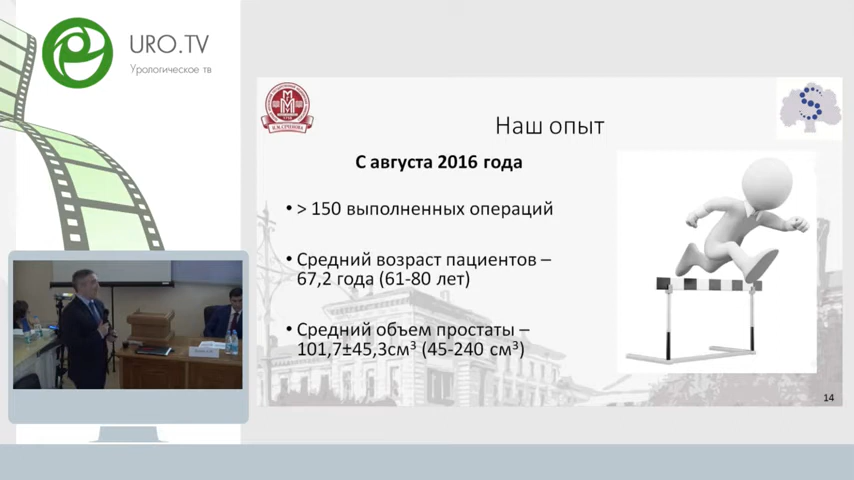 URO.TV
Урологическое тв
Наш опыт
С августа 2016 года
• > 150 выполненных операций
• Средний возраст пациентов –
67,2 года (61-80 лет)
• Средний объем простаты –
101,7±45,3см³ (45-240 см³)
14